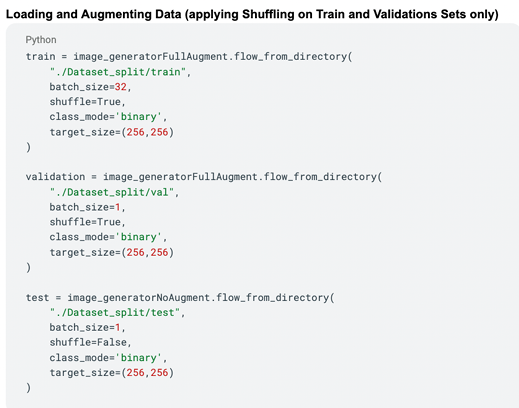 Loading and Augmenting Data (applying Shuffling on Train and Validations Sets only)
Python
train = image_generatorFullAugment.flow_from_directory(
    "./Dataset_split/train",
    batch_size=32,
    shuffle=True,
    class_mode='binary',
    target_size=(256,256)
)
validation = image_generatorFullAugment.flow_from_directory(
    "./Dataset_split/val",
    batch_size=1,
    shuffle=True,
    class_mode='binary',
    target_size=(256,256)
)
test = image_generatorNoAugment.flow_from_directory(
    "./Dataset_split/test",
    batch_size=1,
    shuffle=False,
    class_mode='binary',
    target_size=(256,256)
)